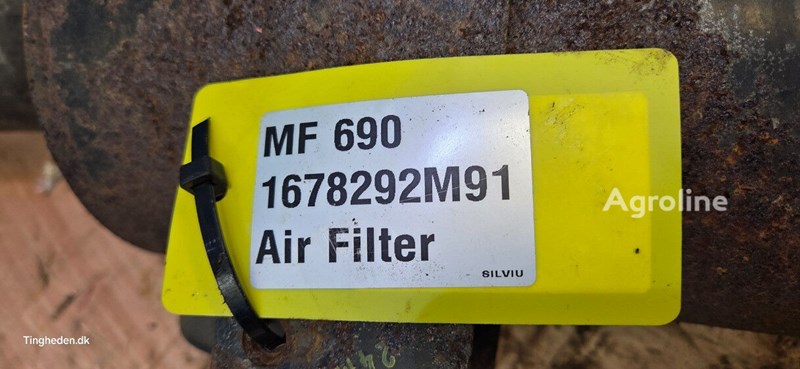 MF 690
1678292M91
Air Filter
SILVIU
Agroline
Tingheden.dk